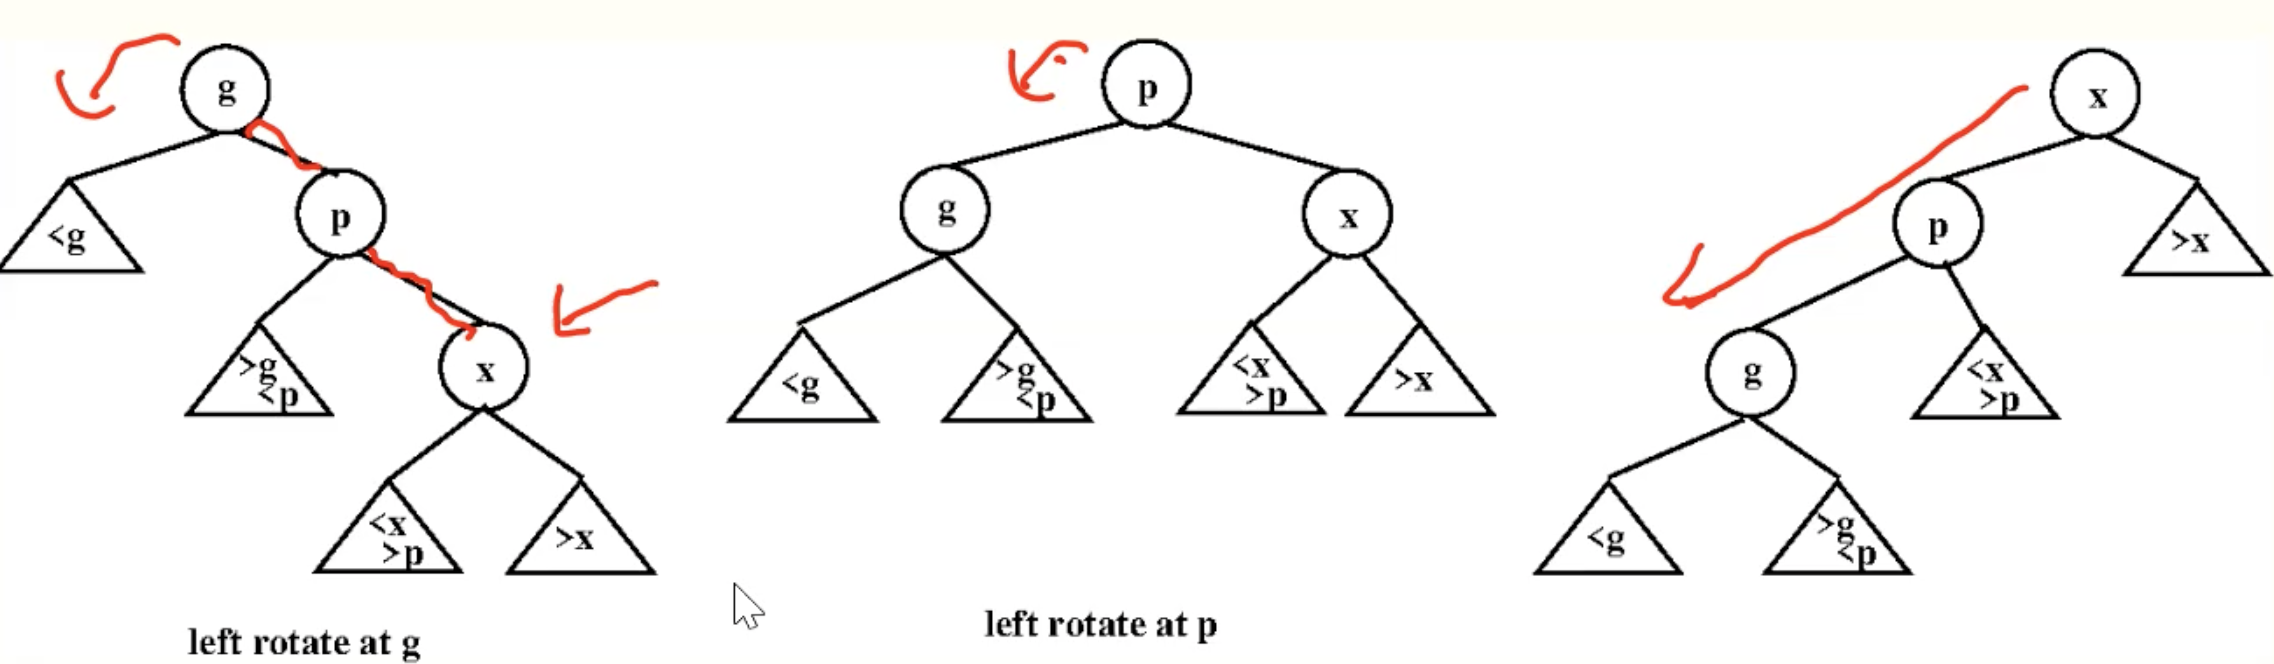 g
<g
p
>g
<p
x
<x
>p
>x
left rotate at g
p
g
x
<g
>g
<p
<x
>p
>x
left rotate at p
x
p
>x
g
<x
>p
<g
>g
<p